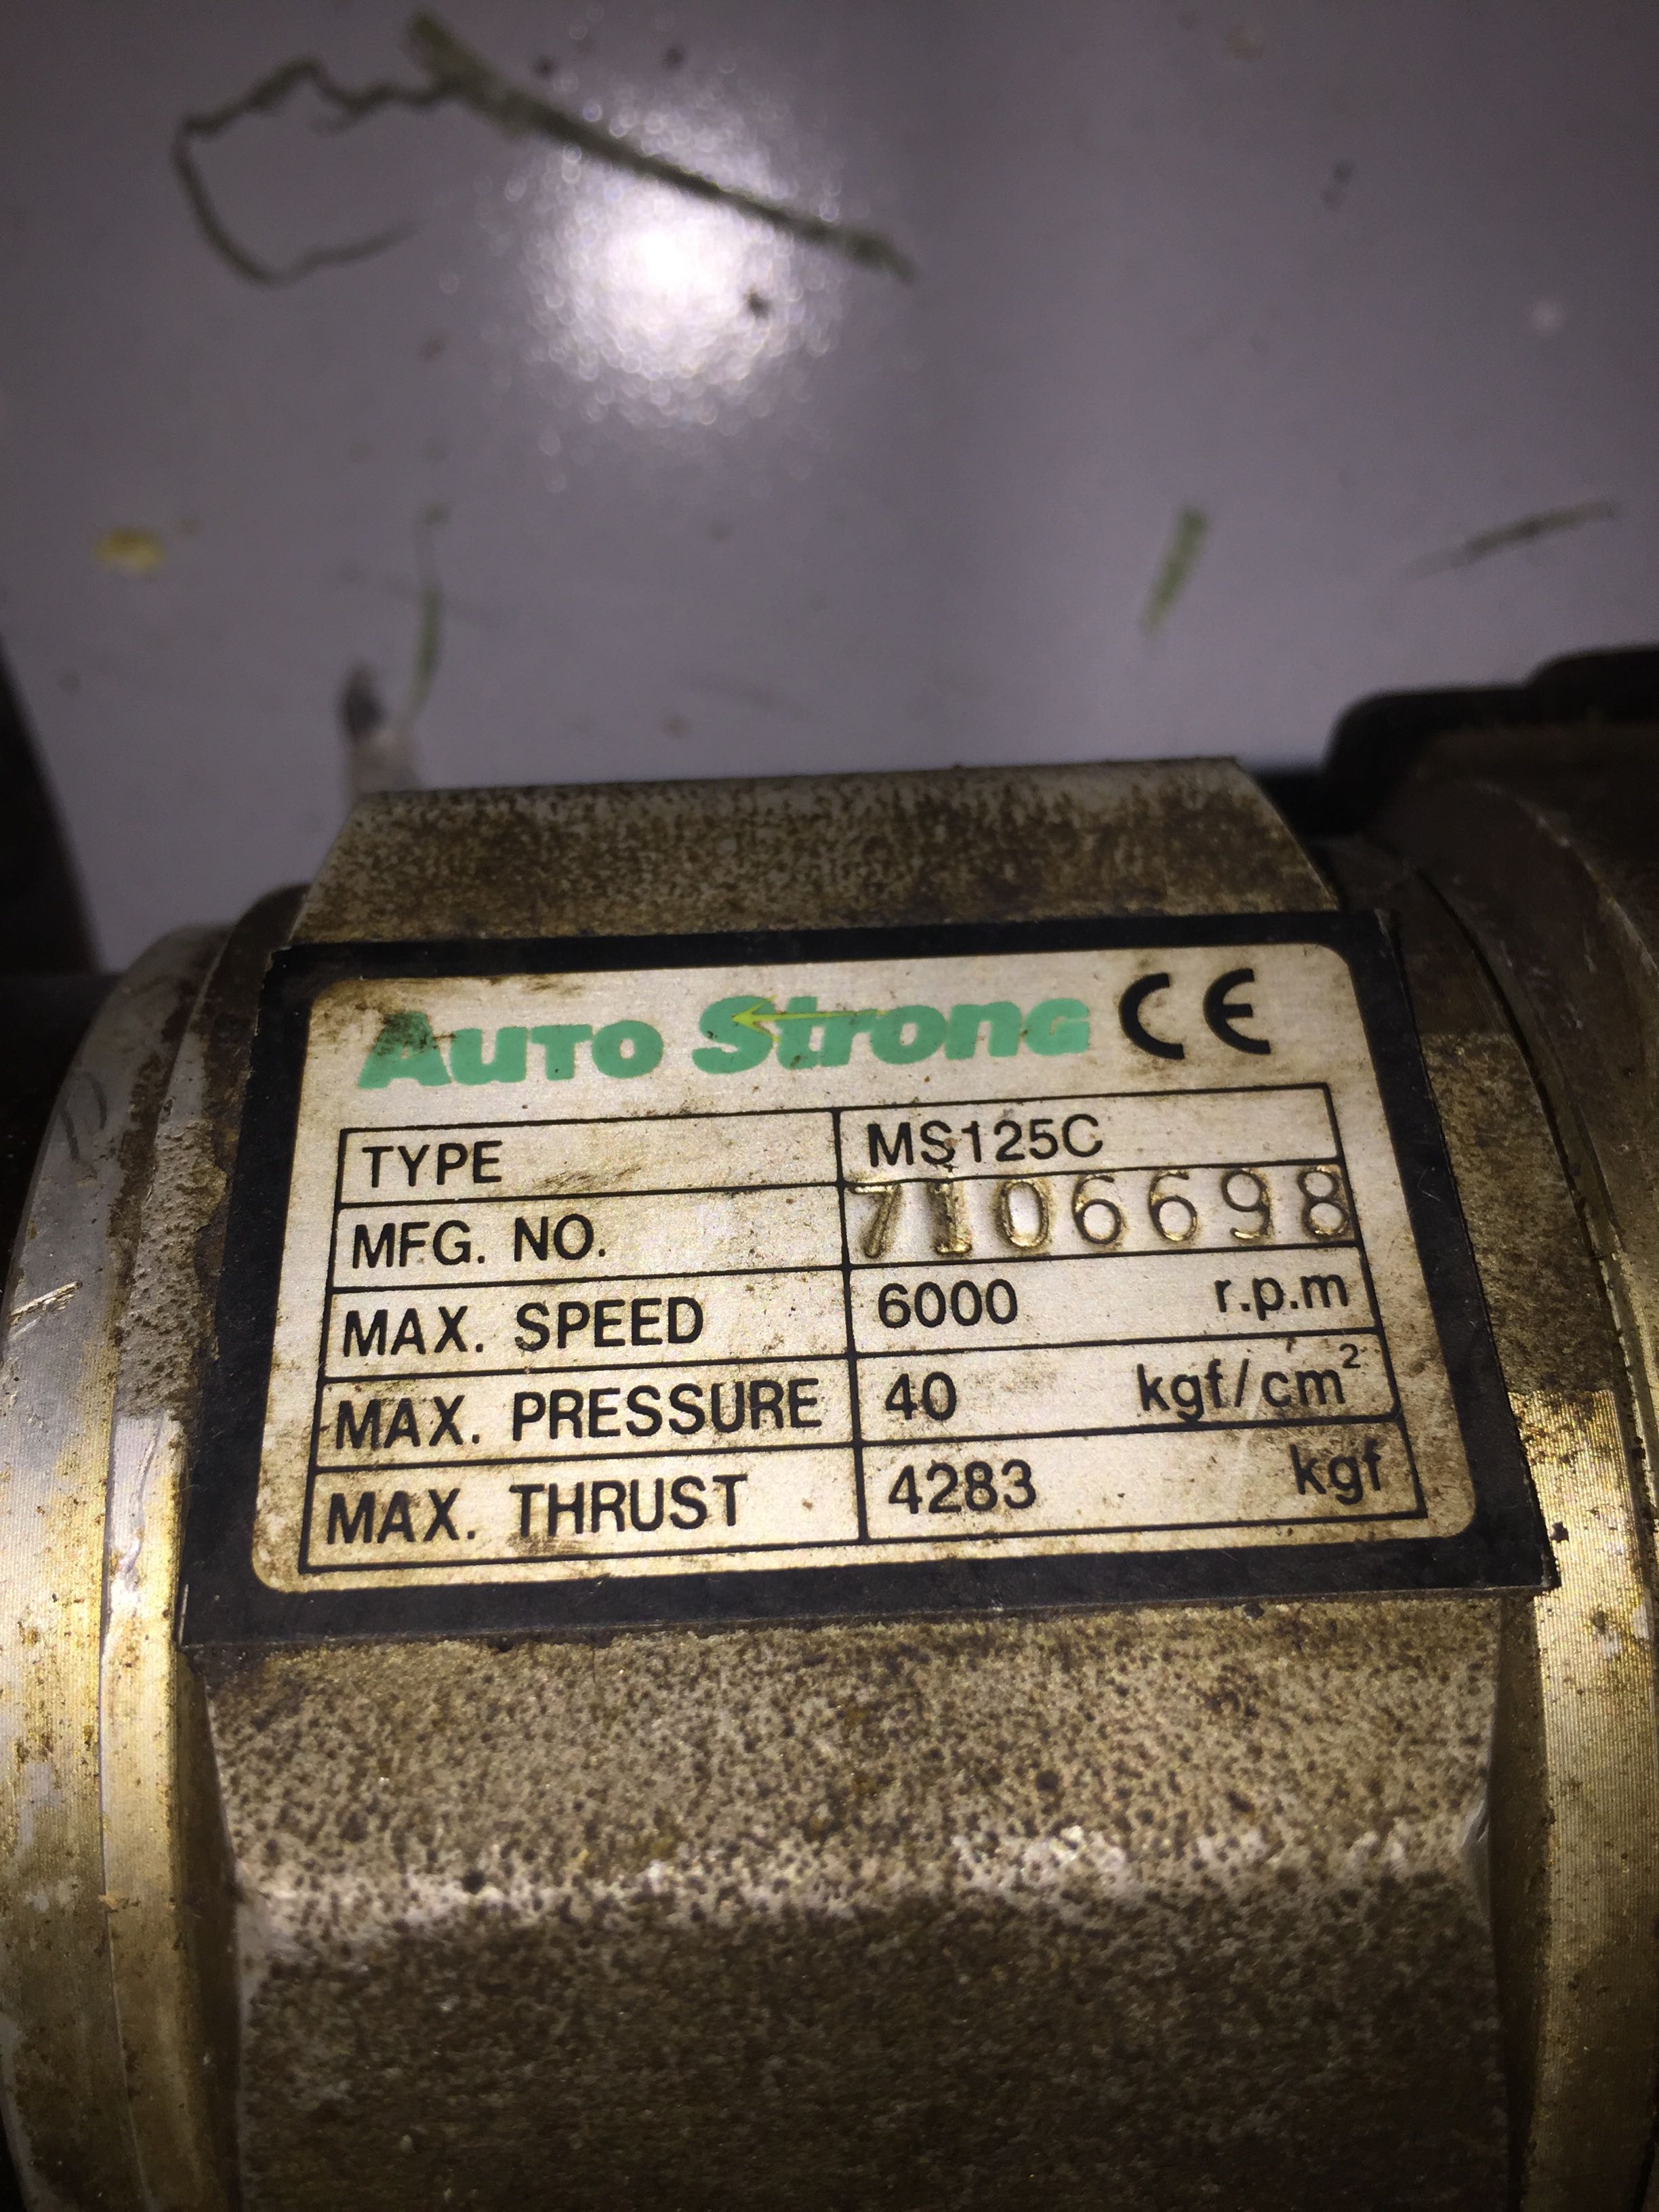 AUTO Strong CE
TYPE MS125C
MFG. NO. 7106698
MAX. SPEED 6000 r.p.m
MAX. PRESSURE 40 kgf/cm²
MAX. THRUST 4283 kgf